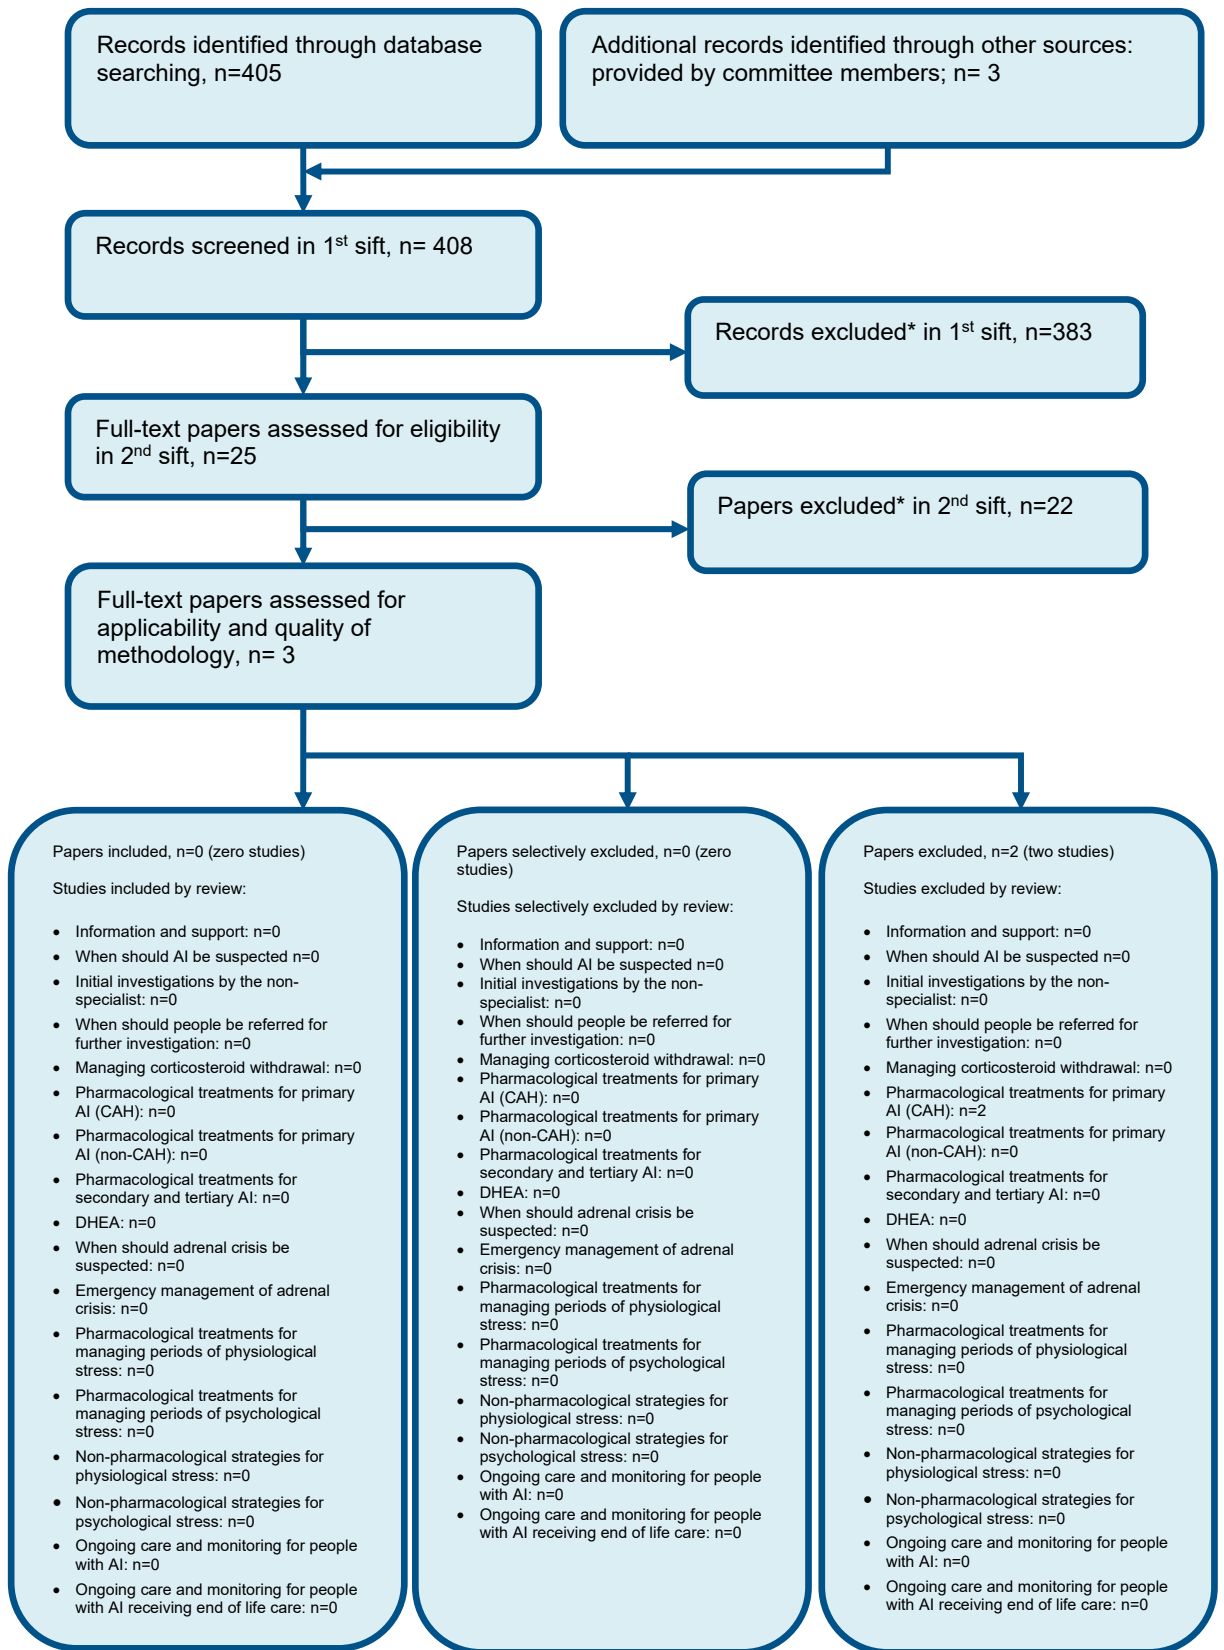 Records identified through database
searching, n=405
Additional records identified through other sources:
provided by committee members; n= 3
Records screened in 1st sift, n= 408
Records excluded* in 1st sift, n=383
Full-text papers assessed for eligibility
in 2nd sift, n=25
Papers excluded* in 2nd sift, n=22
Full-text papers assessed for
applicability and quality of
methodology, n= 3
Papers included, n=0 (zero studies)
Studies included by review:
• Information and support: n=0
• When should AI be suspected n=0
• Initial investigations by the non-
specialist: n=0
• When should people be referred for
further investigation: n=0
• Managing corticosteroid withdrawal: n=0
• Pharmacological treatments for primary
AI (CAH): n=0
• Pharmacological treatments for primary
AI (non-CAH): n=0
• Pharmacological treatments for
secondary and tertiary AI: n=0
• DHEA: n=0
• When should adrenal crisis be
suspected: n=0
• Emergency management of adrenal
crisis: n=0
• Pharmacological treatments for
managing periods of physiological
stress: n=0
• Pharmacological treatments for
managing periods of psychological
stress: n=0
• Non-pharmacological strategies for
physiological stress: n=0
• Non-pharmacological strategies for
psychological stress: n=0
• Ongoing care and monitoring for people
with AI: n=0
• Ongoing care and monitoring for people
with AI receiving end of life care: n=0
Papers selectively excluded, n=0 (zero
studies)
Studies selectively excluded by review:
• Information and support: n=0
• When should AI be suspected n=0
• Initial investigations by the non-
specialist: n=0
• When should people be referred for
further investigation: n=0
• Managing corticosteroid withdrawal: n=0
• Pharmacological treatments for primary
AI (CAH): n=0
• Pharmacological treatments for primary
AI (non-CAH): n=0
• Pharmacological treatments for
secondary and tertiary AI: n=0
• DHEA: n=0
• When should adrenal crisis be
suspected: n=0
• Emergency management of adrenal
crisis: n=0
• Pharmacological treatments for
managing periods of physiological
stress: n=0
• Pharmacological treatments for
managing periods of psychological
stress: n=0
• Non-pharmacological strategies for
physiological stress: n=0
• Non-pharmacological strategies for
psychological stress: n=0
• Ongoing care and monitoring for people
with AI: n=0
• Ongoing care and monitoring for people
with AI receiving end of life care: n=0
Papers excluded, n=2 (two studies)
Studies excluded by review:
• Information and support: n=0
• When should AI be suspected n=0
• Initial investigations by the non-
specialist: n=0
• When should people be referred for
further investigation: n=0
• Managing corticosteroid withdrawal: n=0
• Pharmacological treatments for primary
AI (CAH): n=2
• Pharmacological treatments for primary
AI (non-CAH): n=0
• Pharmacological treatments for
secondary and tertiary AI: n=0
• DHEA: n=0
• When should adrenal crisis be
suspected: n=0
• Emergency management of adrenal
crisis: n=0
• Pharmacological treatments for
managing periods of physiological
stress: n=0
• Pharmacological treatments for
managing periods of psychological
stress: n=0
• Non-pharmacological strategies for
physiological stress: n=0
• Non-pharmacological strategies for
psychological stress: n=0
• Ongoing care and monitoring for people
with AI: n=0
• Ongoing care and monitoring for people
with AI receiving end of life care: n=0